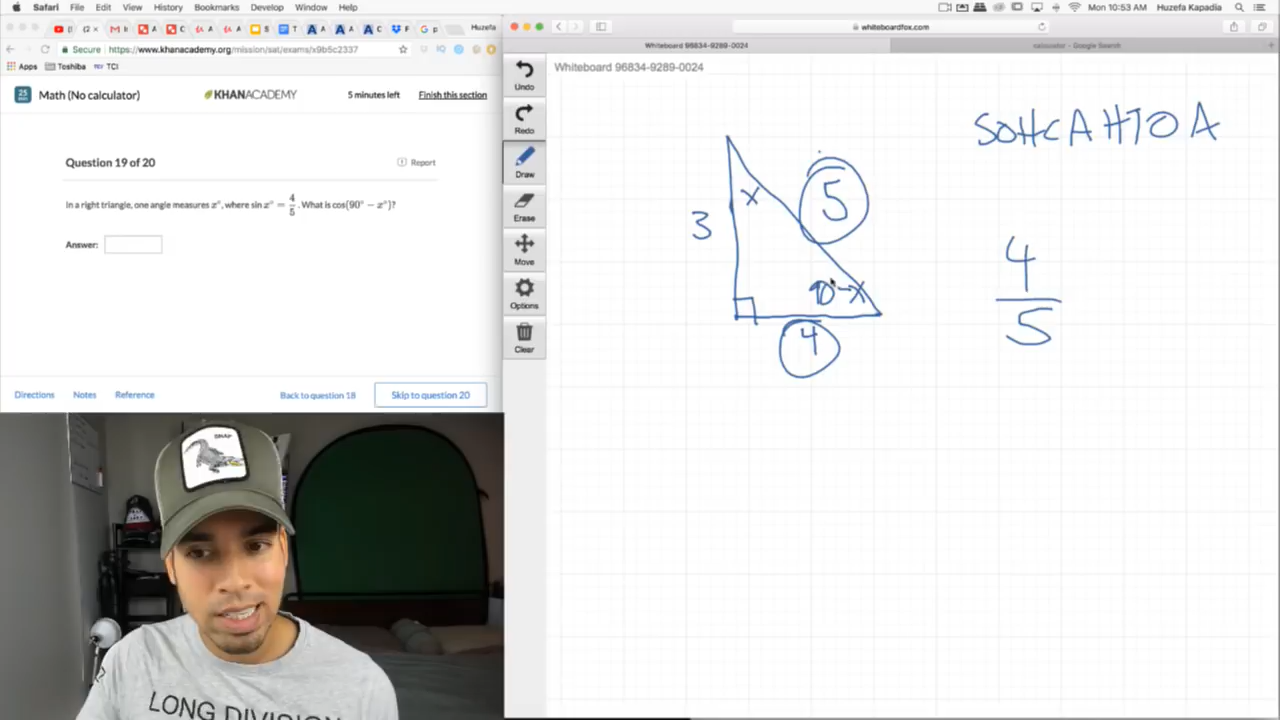 Safari File Edit View History Bookmarks Develop Window Help
Mon 10:53 AM Huzefa Kapadia
Huzefa
Secure https://www.khanacademy.org/mission/sat/exams/x9b5c2337
Apps Toshiba TCI
25 Math (No calculator)
KHANACADEMY
5 minutes left
Finish this section
Question 19 of 20
Report
In a right triangle, one angle measures x°, where sin x° = 4/5. What is cos(90° − x°)?
Answer:
Directions Notes Reference
Back to question 18
Skip to question 20
whiteboardfox.com
Whiteboard 96834-9289-0024
Whiteboard 96834-9289-0024
Undo
Redo
Draw
Erase
Move
Options
Clear
SOHCAHTOA
x
5
3
90-x
4
4
5
LONG DIVISION